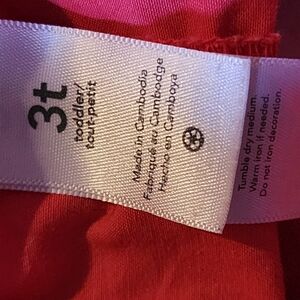 3t
toddler/
tout-petit
Made in Cambodia
Fabriqué au Cambodge
Hecho en Camboya
Tumble dry medium.
Warm iron if needed.
Do not iron decoration.